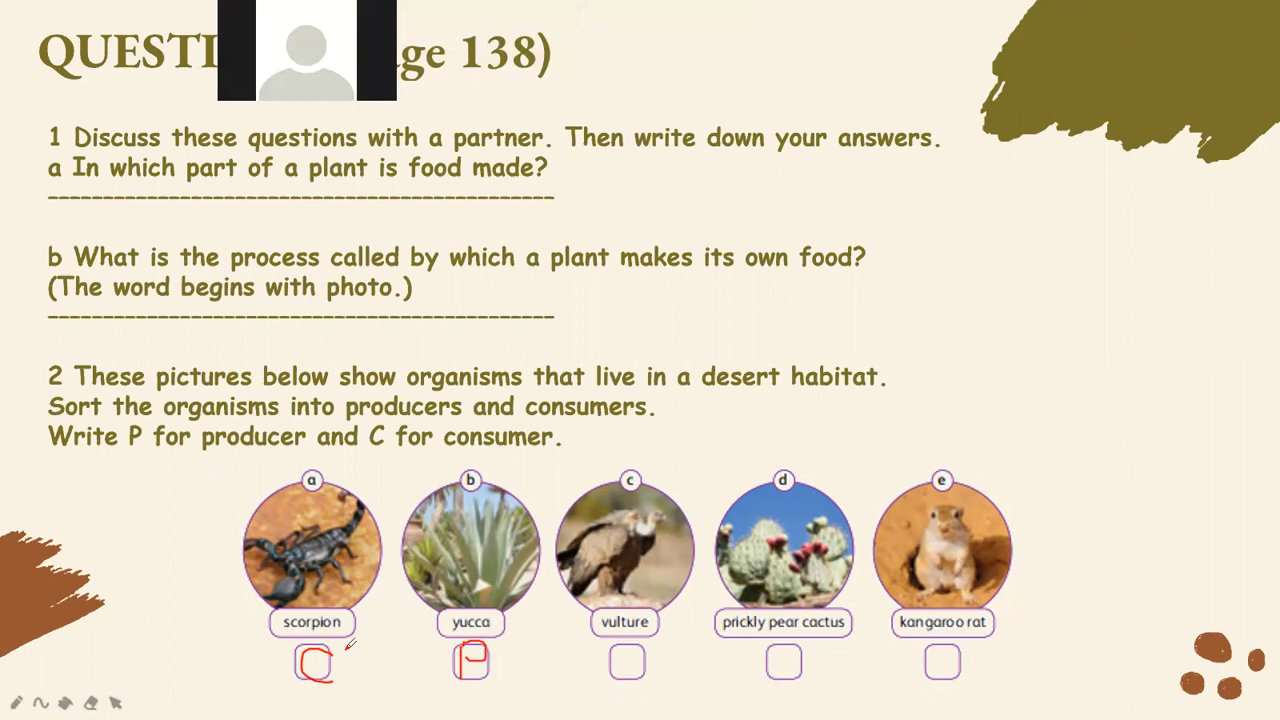 QUESTI ge 138)
1 Discuss these questions with a partner. Then write down your answers.
a In which part of a plant is food made?
b What is the process called by which a plant makes its own food?
(The word begins with photo.)
2 These pictures below show organisms that live in a desert habitat.
Sort the organisms into producers and consumers.
Write P for producer and C for consumer.
a b c d e
scorpion yucca vulture prickly pear cactus kangaroo rat
C P